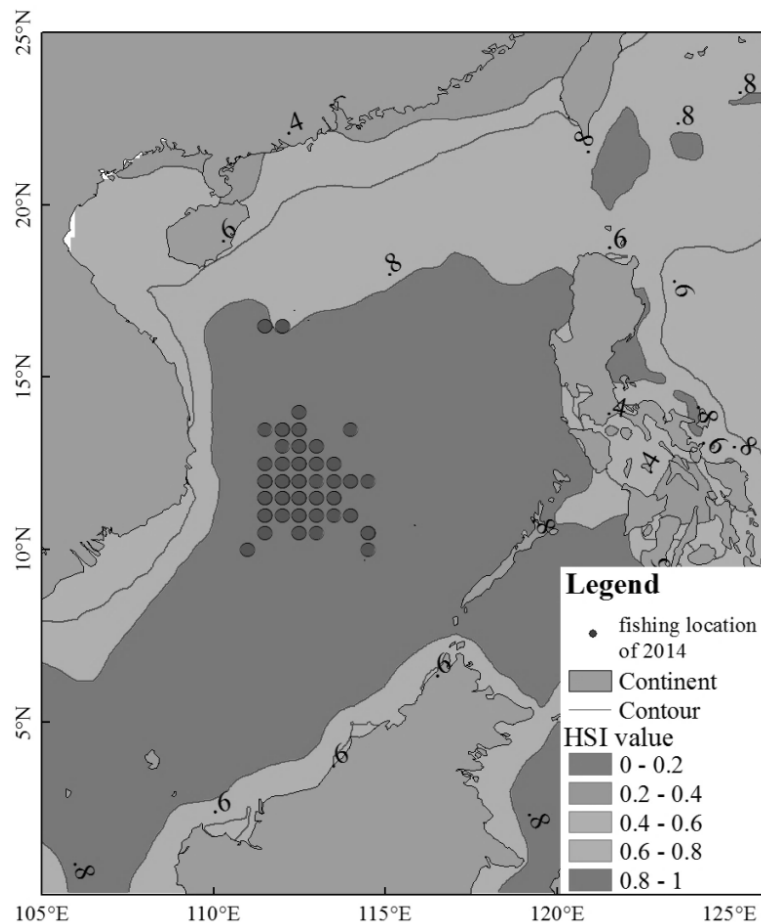 25°N
20°N
15°N
10°N
5°N
105°E
110°E
115°E
120°E
125°E
.4
.8
.8
.8
.6
.6
.8
.6
.4
.8
.6
.8
.4
.8
.6
.6
.6
.8
.8
Legend
fishing location
of 2014
Continent
Contour
HSI value
0 - 0.2
0.2 - 0.4
0.4 - 0.6
0.6 - 0.8
0.8 - 1